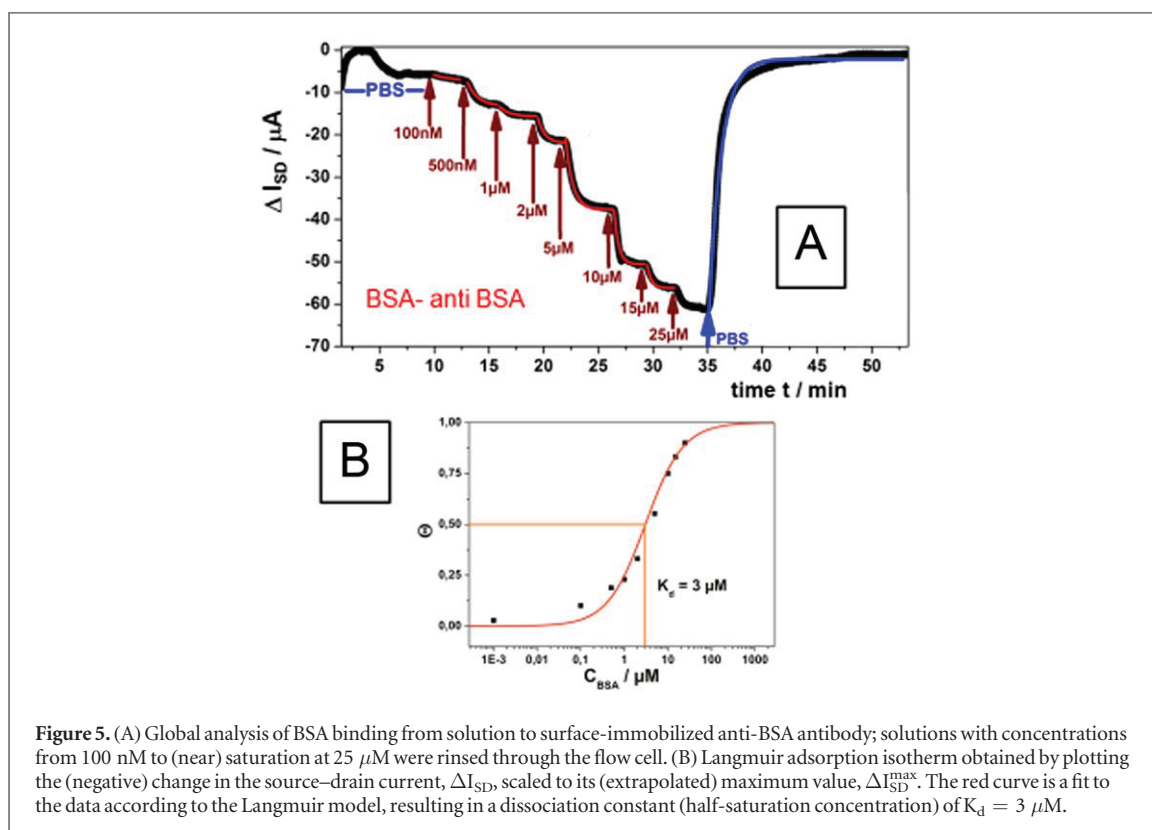 0
-10
-20
-30
-40
-50
-60
-70
Δ I_SD / μA
PBS
100nM
500nM
1μM
2μM
5μM
10μM
15μM
25μM
PBS
A
BSA- anti BSA
5 10 15 20 25 30 35 40 45 50
time t / min
B
1,00
0,75
0,50
0,25
0,00
Θ
K_d = 3 μM
1E-3 0,01 0,1 1 10 100 1000
C_BSA / μM
Figure 5. (A) Global analysis of BSA binding from solution to surface-immobilized anti-BSA antibody; solutions with concentrations
from 100 nM to (near) saturation at 25 μM were rinsed through the flow cell. (B) Langmuir adsorption isotherm obtained by plotting
the (negative) change in the source–drain current, ΔI_SD, scaled to its (extrapolated) maximum value, ΔI_SD^max. The red curve is a fit to
the data according to the Langmuir model, resulting in a dissociation constant (half-saturation concentration) of K_d = 3 μM.